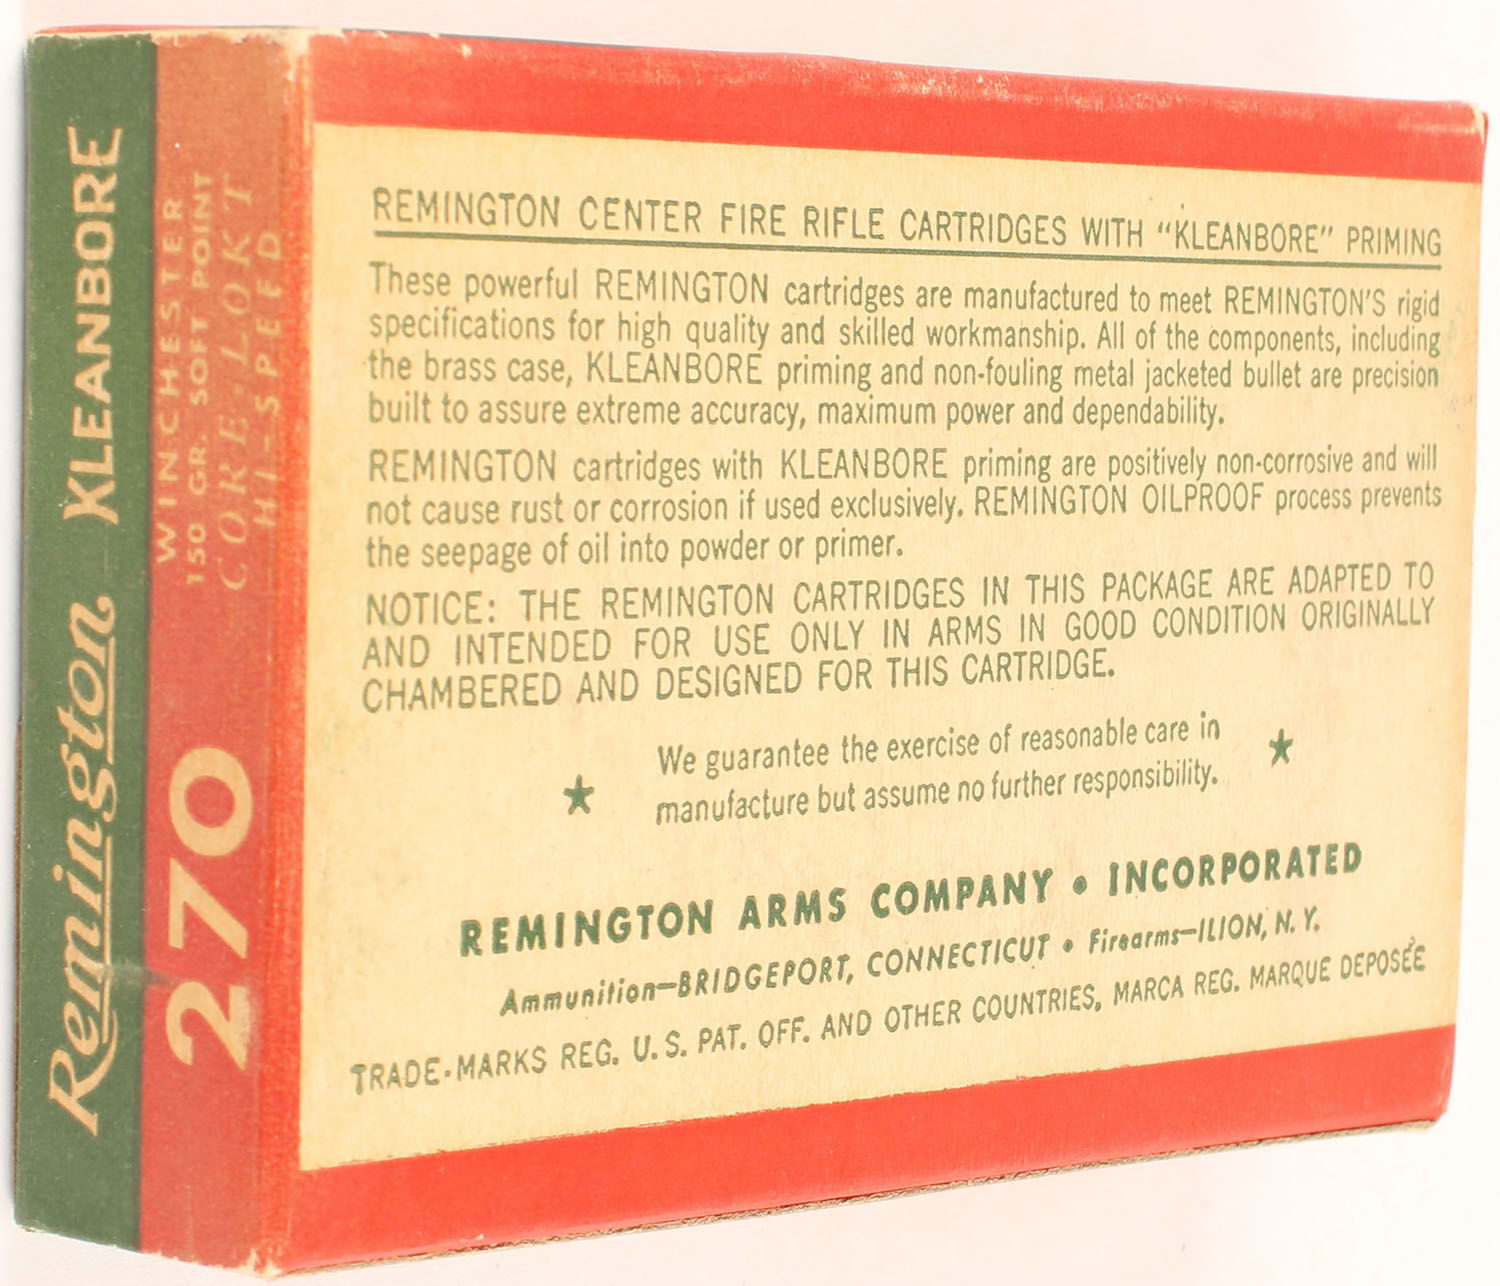 Remington KLEANBORE
270
WINCHESTER
150 GR. SOFT POINT
CORE-LOKT
HI-SPEED
REMINGTON CENTER FIRE RIFLE CARTRIDGES WITH "KLEANBORE" PRIMING
These powerful REMINGTON cartridges are manufactured to meet REMINGTON'S rigid
specifications for high quality and skilled workmanship. All of the components, including
the brass case, KLEANBORE priming and non-fouling metal jacketed bullet are precision
built to assure extreme accuracy, maximum power and dependability.
REMINGTON cartridges with KLEANBORE priming are positively non-corrosive and will
not cause rust or corrosion if used exclusively. REMINGTON OILPROOF process prevents
the seepage of oil into powder or primer.
NOTICE: THE REMINGTON CARTRIDGES IN THIS PACKAGE ARE ADAPTED TO
AND INTENDED FOR USE ONLY IN ARMS IN GOOD CONDITION ORIGINALLY
CHAMBERED AND DESIGNED FOR THIS CARTRIDGE.
We guarantee the exercise of reasonable care in
manufacture but assume no further responsibility.
REMINGTON ARMS COMPANY • INCORPORATED
Ammunition—BRIDGEPORT, CONNECTICUT • Firearms—ILION, N. Y.
TRADE-MARKS REG. U. S. PAT. OFF. AND OTHER COUNTRIES, MARCA REG. MARQUE DEPOSÉE